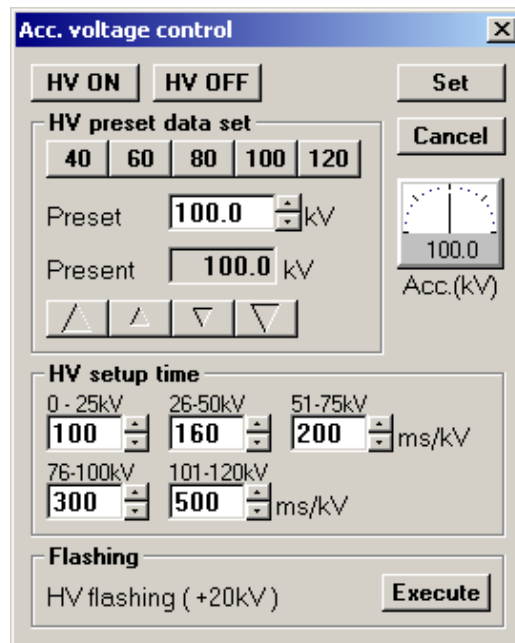 Acc. voltage control
HV ON HV OFF Set
HV preset data set
Cancel
40 60 80 100 120
Preset 100.0 kV
Present 100.0 kV
100.0
Acc.(kV)
HV setup time
0 - 25kV 26-50kV 51-75kV
100 160 200 ms/kV
76-100kV 101-120kV
300 500 ms/kV
Flashing
HV flashing ( +20kV ) Execute